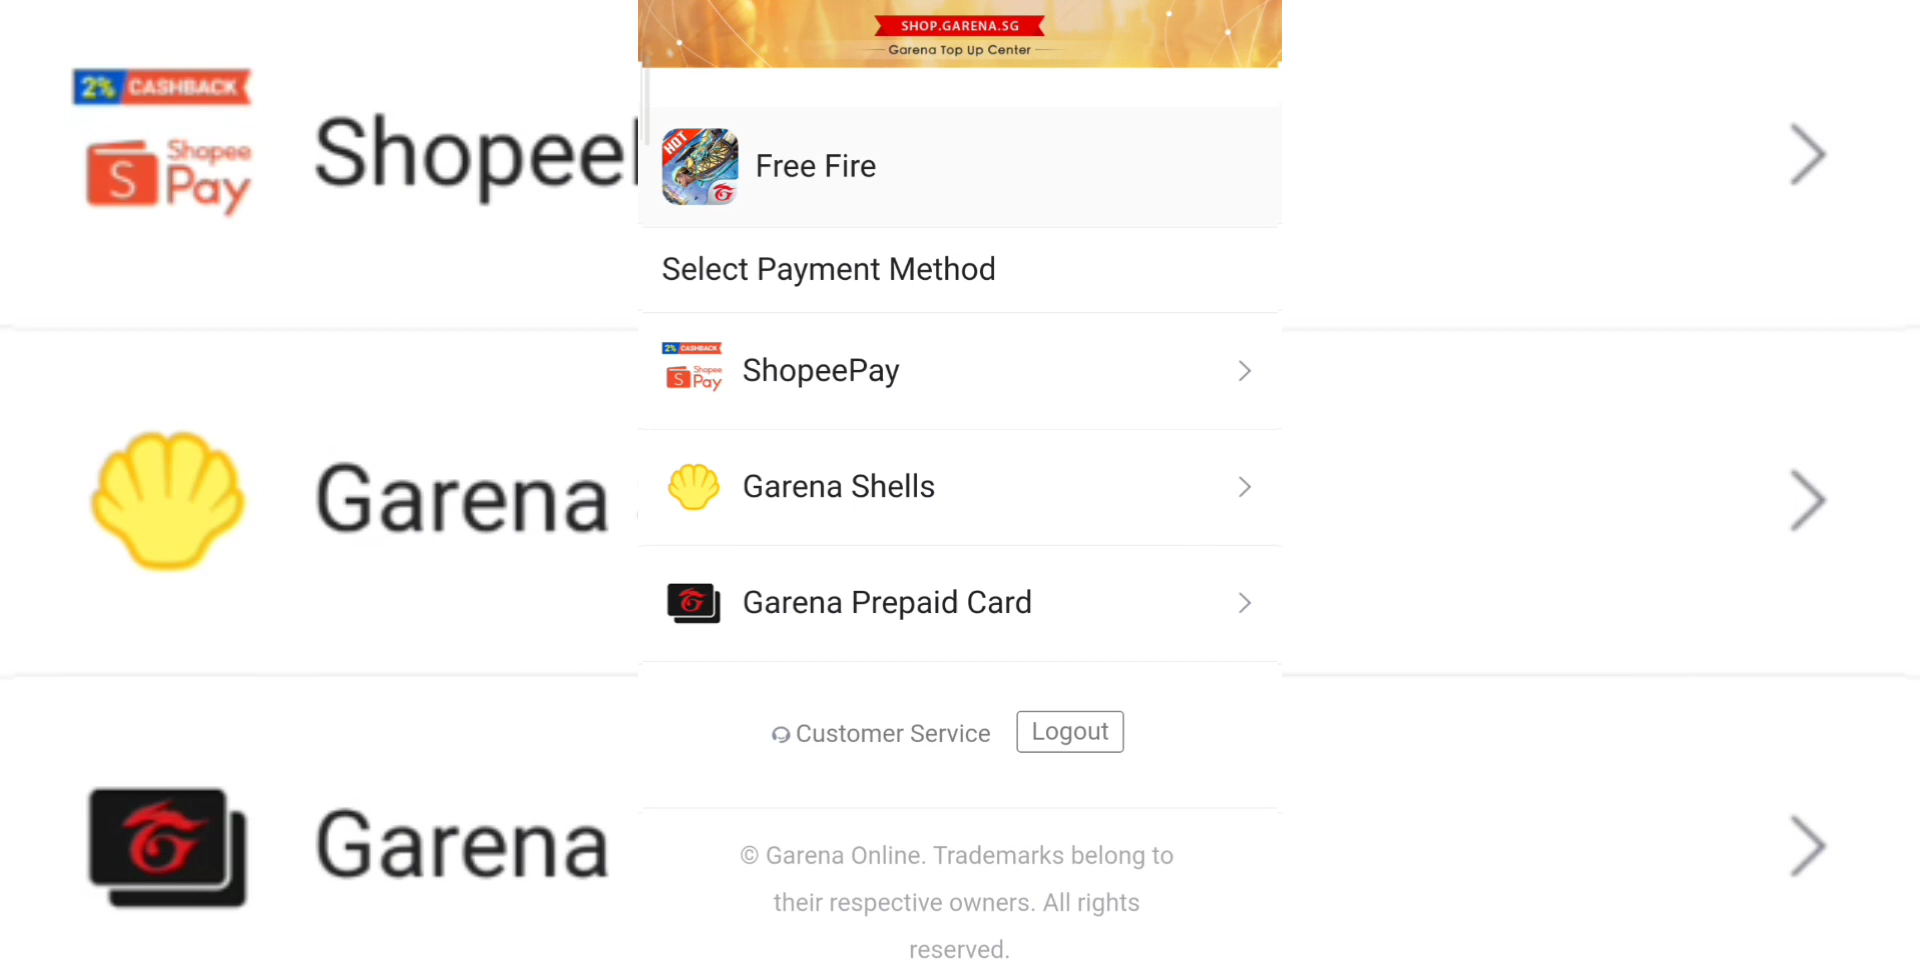 SHOP.GARENA.SG
Garena Top Up Center
HOT
Free Fire
Select Payment Method
2% CASHBACK
S Shopee Pay
ShopeePay
Garena Shells
Garena Prepaid Card
Customer Service
Logout
© Garena Online. Trademarks belong to
their respective owners. All rights
reserved.
2% CASHBACK
S Shopee
Pay
Shopee
Garena
Garena